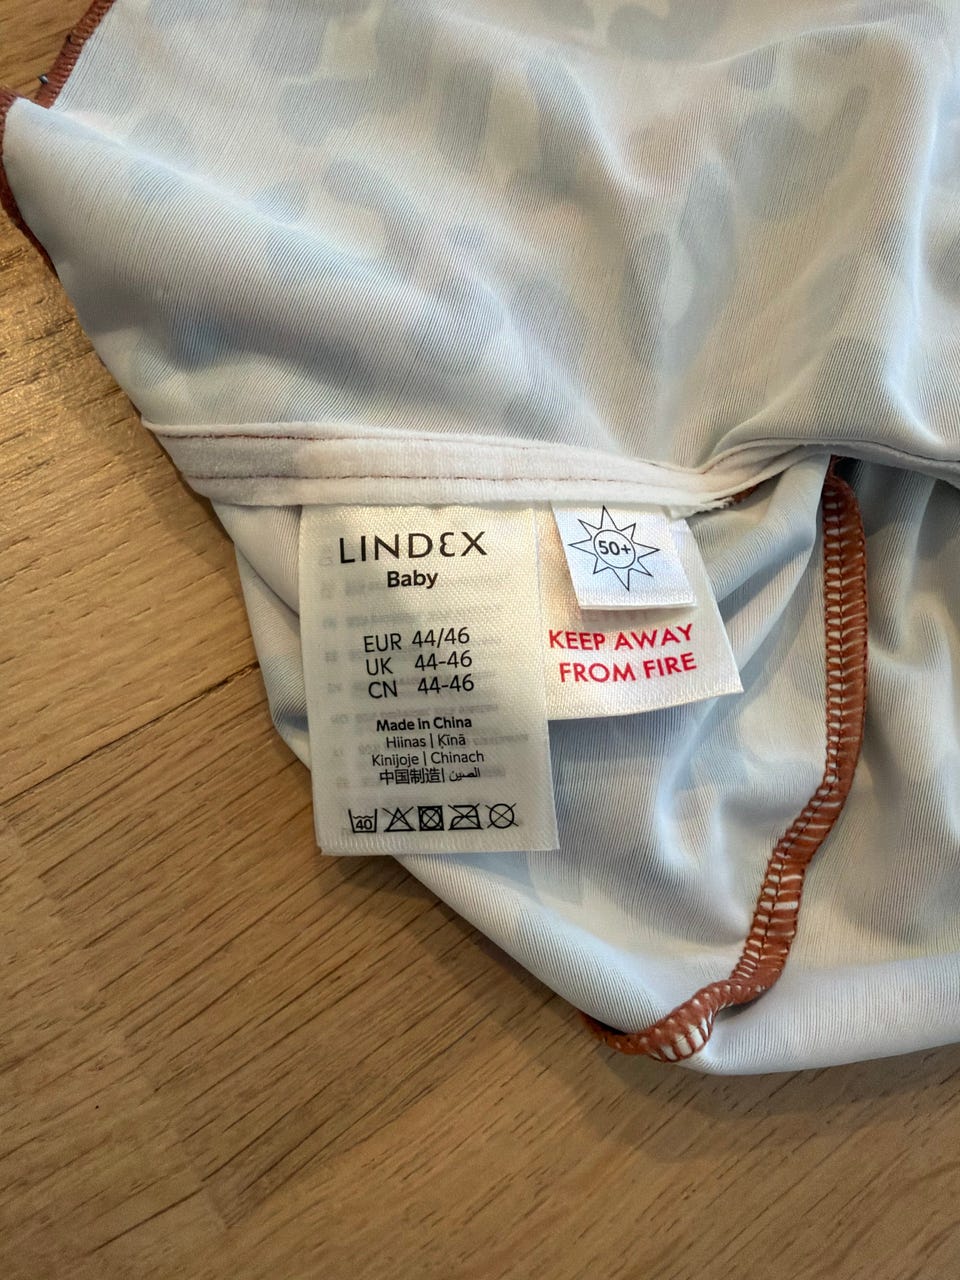 LINDEX
Baby
EUR 44/46
UK 44-46
CN 44-46
Made in China
Hiinas | Ķīnā
Kinijoje | Chinach
中国制造| الصين
40
50+
KEEP AWAY
FROM FIRE